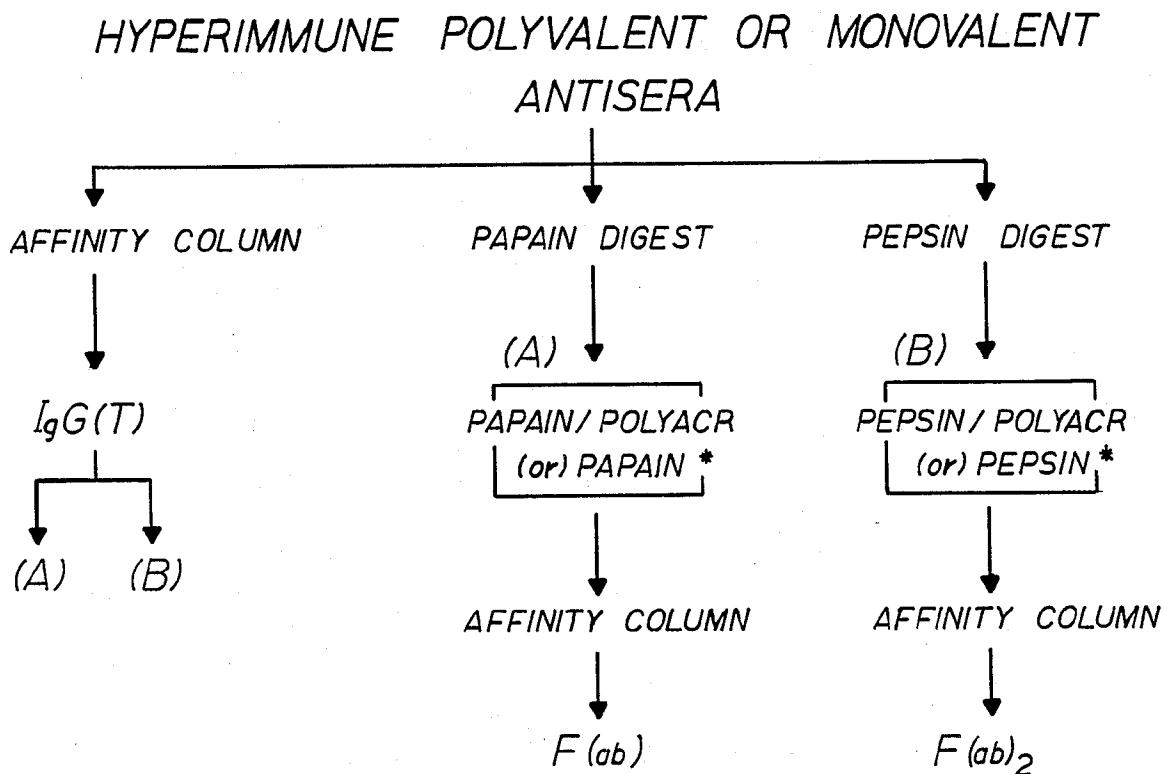 HYPERIMMUNE POLYVALENT OR MONOVALENT
ANTISERA
AFFINITY COLUMN
PAPAIN DIGEST
PEPSIN DIGEST
(A)
(B)
IgG(T)
PAPAIN/POLYACR
(or) PAPAIN *
PEPSIN/POLYACR
(or) PEPSIN *
(A)
(B)
AFFINITY COLUMN
AFFINITY COLUMN
F(ab)
F(ab)₂